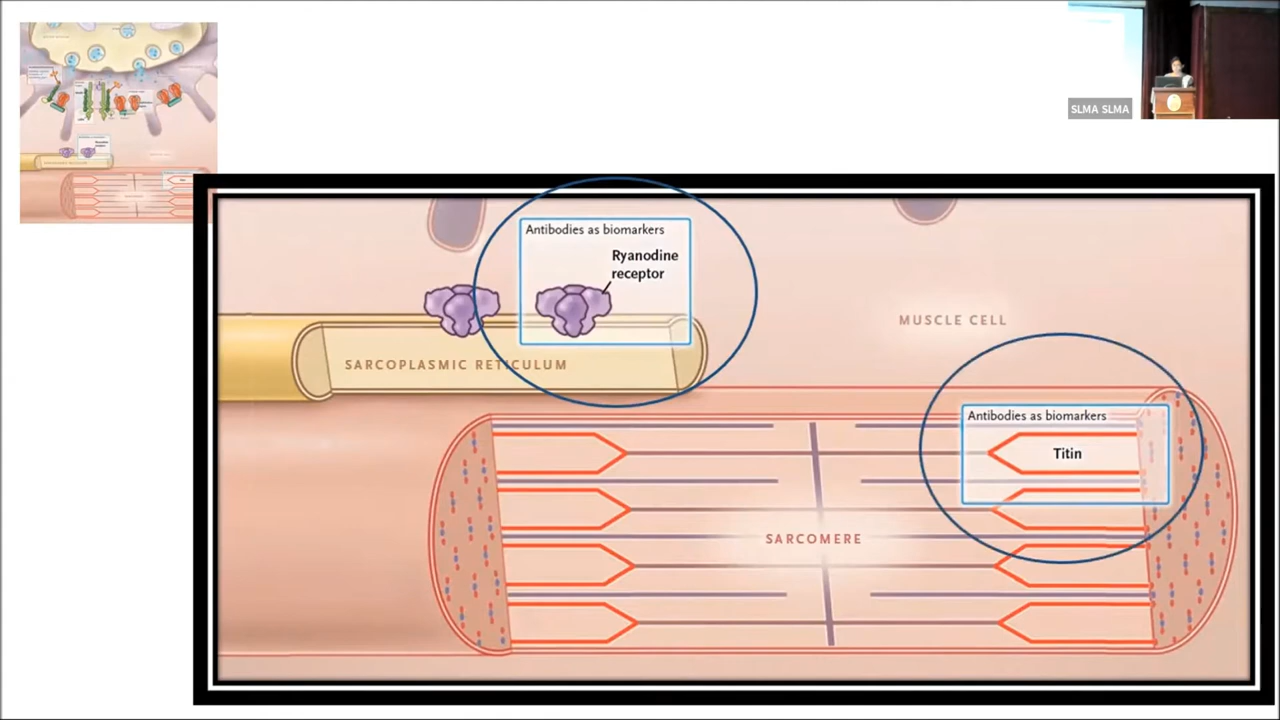 SLMA SLMA
Antibodies as biomarkers
Ryanodine
receptor
MUSCLE CELL
SARCOPLASMIC RETICULUM
Antibodies as biomarkers
Titin
SARCOMERE